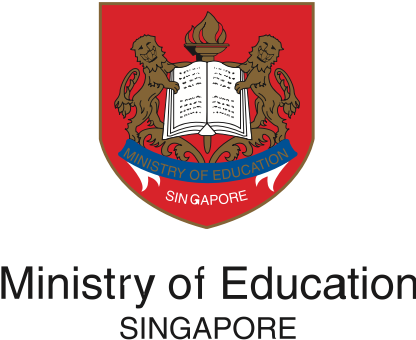 MINISTRY OF EDUCATION
SINGAPORE
Ministry of Education
SINGAPORE